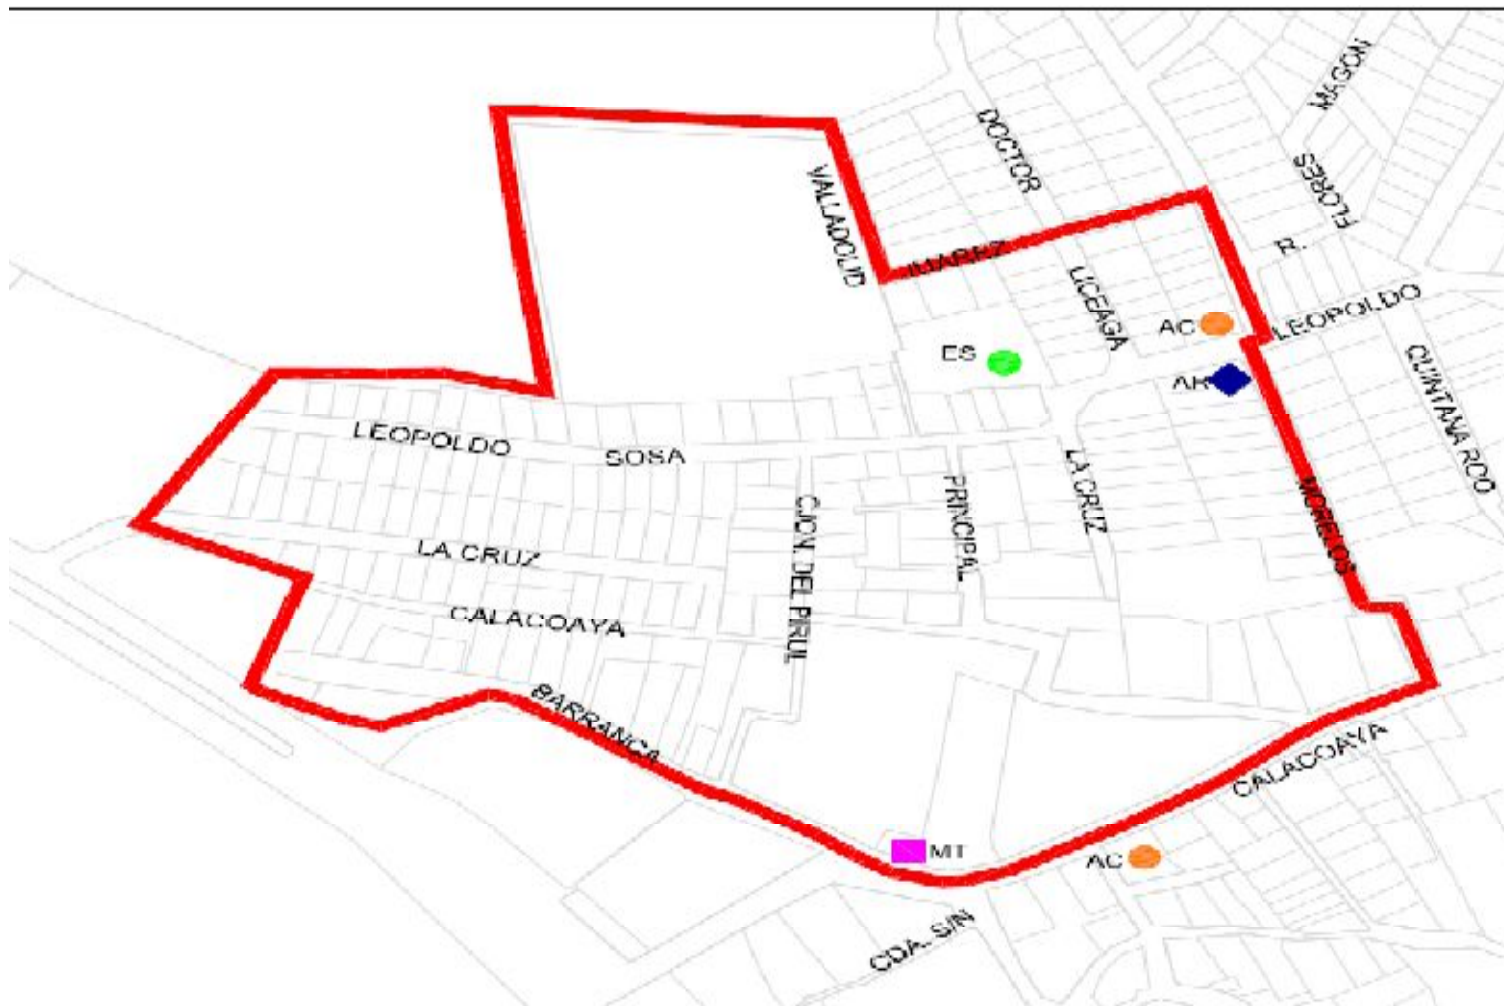 MAGON
DOCTOR
FLORES
VALLADOLID
R.
JUAREZ
LICEAGA
LEOPOLDO
AC
ES
AR
QUINTANA ROO
LEOPOLDO
SOSA
LA CRUZ
PRINCIPAL
CJON. DEL PIRUL
MORELOS
LA CRUZ
CALACOAYA
BARRANCA
CALACOAYA
MT
AC
CDA. S/N